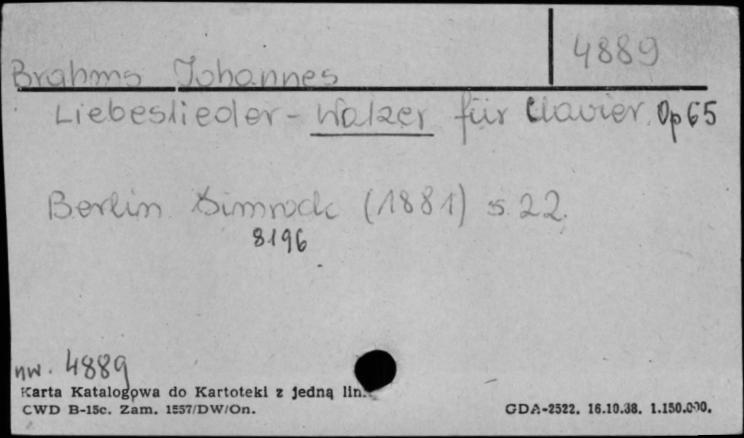 4889
Brahms Johannes
Liebeslieder-Walzer für Clavier. Op 65
Berlin Simrock (1881) s. 22.
8196
nw. 4889
Karta Katalogowa do Kartoteki z jedną lin.
CWD B-15c. Zam. 1557/DW/On.
GDA-2522. 16.10.38. 1.150.000.